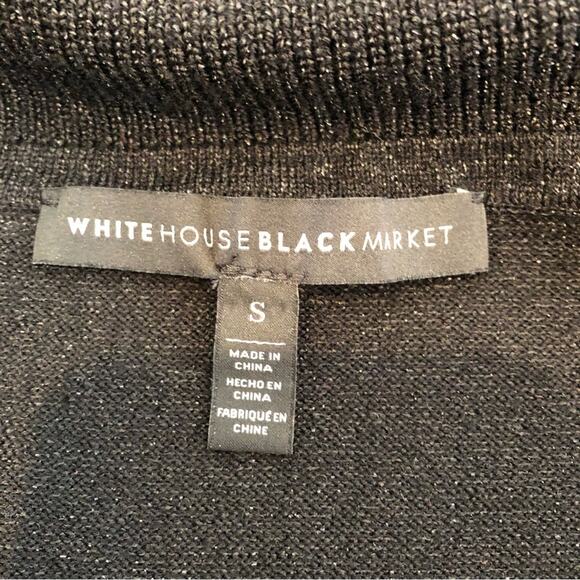 WHITE HOUSE BLACK MARKET
S
MADE IN
CHINA
HECHO EN
CHINA
FABRIQUÉ EN
CHINE